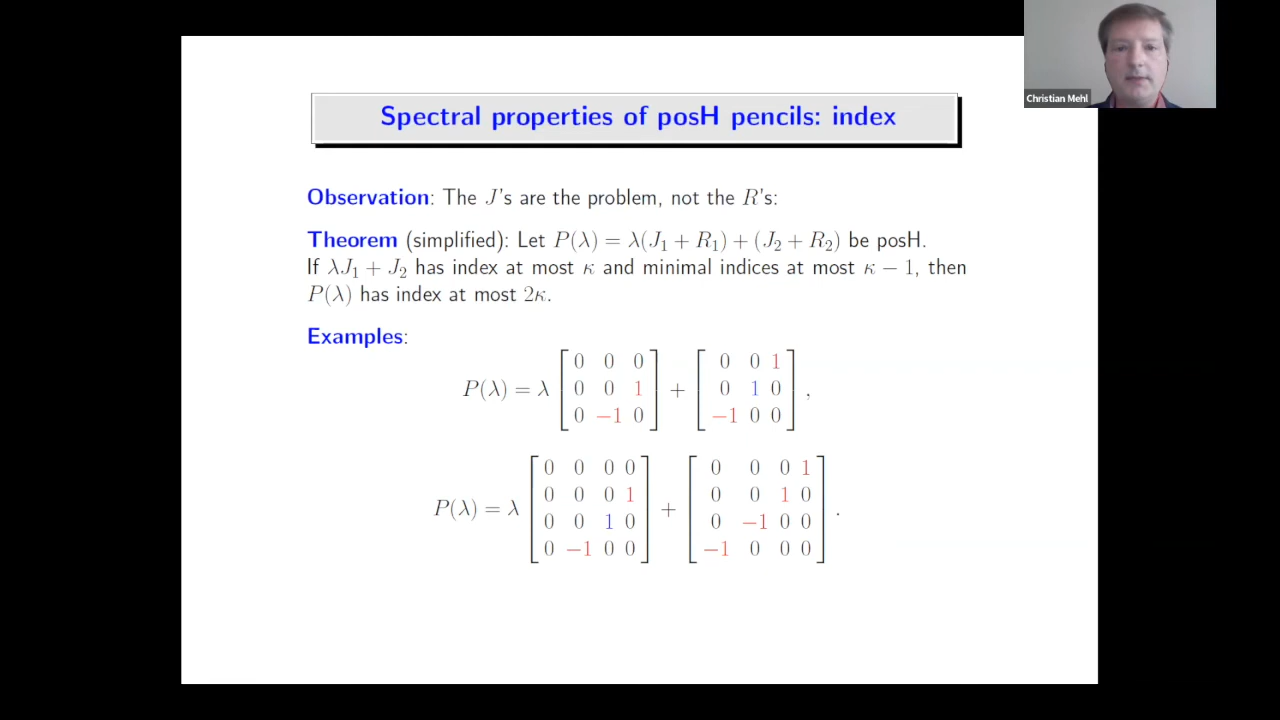 Christian Mehl
Spectral properties of posH pencils: index
Observation: The J's are the problem, not the R's:
Theorem (simplified): Let P(λ) = λ(J₁ + R₁) + (J₂ + R₂) be posH.
If λJ₁ + J₂ has index at most κ and minimal indices at most κ − 1, then
P(λ) has index at most 2κ.
Examples:
0 0 0 0 0 1
P(λ) = λ 0 0 1 + 0 1 0 ,
0 −1 0 −1 0 0
0 0 0 0 0 0 0 1
0 0 0 1 0 0 1 0
P(λ) = λ 0 0 1 0 + 0 −1 0 0 .
0 −1 0 0 −1 0 0 0